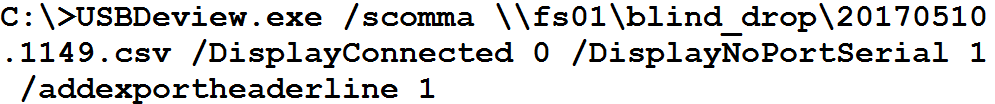 C:\>USBDeview.exe /scomma \\fs01\blind_drop\20170510
.1149.csv /DisplayConnected 0 /DisplayNoPortSerial 1
 /addexportheaderline 1